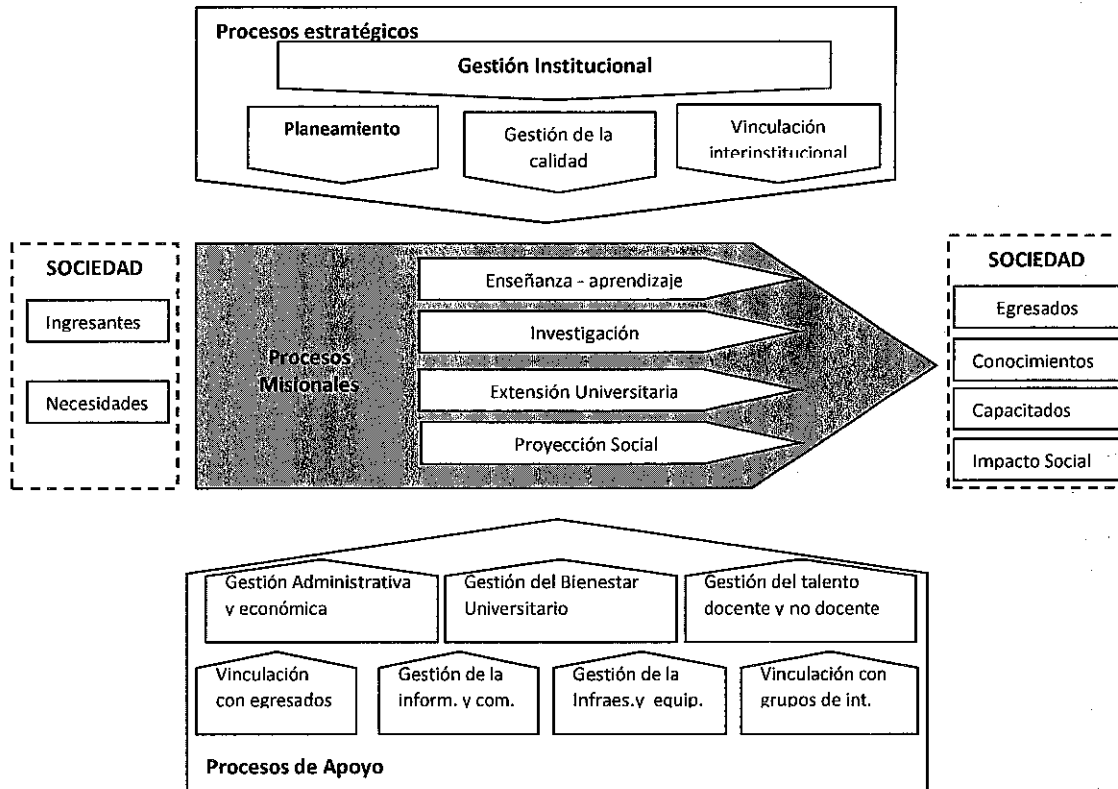 Procesos estratégicos
Gestión Institucional
Planeamiento
Gestión de la
calidad
Vinculación
interinstitucional
SOCIEDAD
Ingresantes
Necesidades
Procesos
Misionales
Enseñanza - aprendizaje
Investigación
Extensión Universitaria
Proyección Social
SOCIEDAD
Egresados
Conocimientos
Capacitados
Impacto Social
Gestión Administrativa
y económica
Gestión del Bienestar
Universitario
Gestión del talento
docente y no docente
Vinculación
con egresados
Gestión de la
inform. y com.
Gestión de la
Infraes.y equip.
Vinculación con
grupos de int.
Procesos de Apoyo